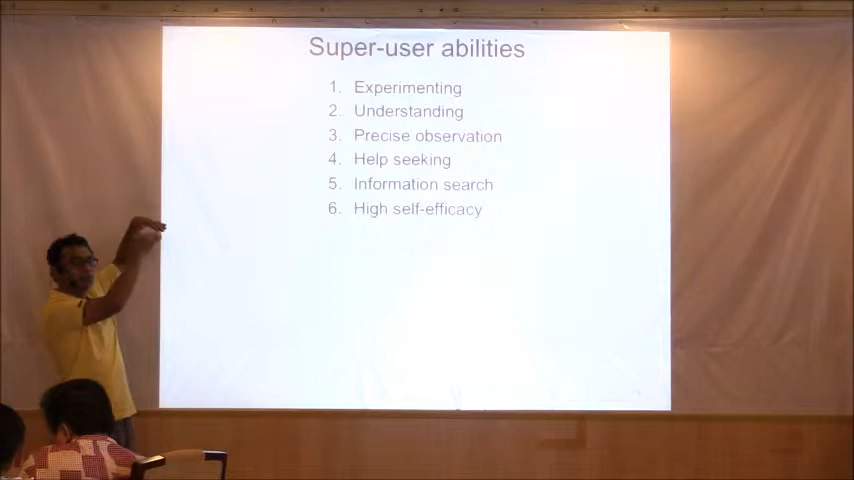 Super-user abilities
1. Experimenting
2. Understanding
3. Precise observation
4. Help seeking
5. Information search
6. High self-efficacy